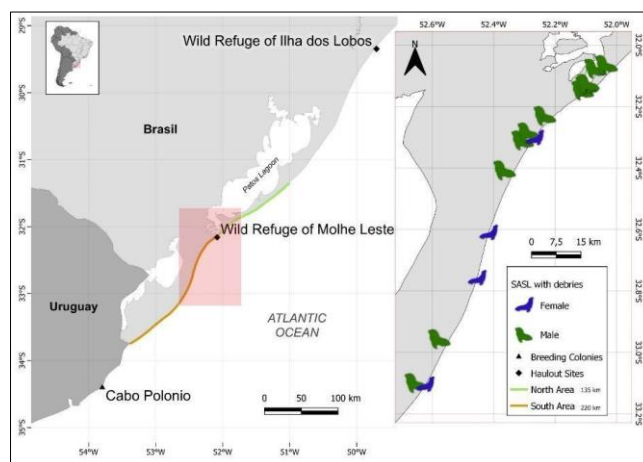 29°S
30°S
31°S
32°S
33°S
34°S
35°S
54°W
53°W
52°W
51°W
50°W
Wild Refuge of Ilha dos Lobos
Brasil
Patos Lagoon
Wild Refuge of Molhe Leste
Uruguay
ATLANTIC
OCEAN
Cabo Polonio
0 50 100 km
52.6°W 52.4°W 52.2°W 52.0°W
N
32.0°S
32.2°S
32.4°S
32.6°S
32.8°S
33.0°S
33.2°S
0 7,5 15 km
SASL with debries
Female
Male
Breeding Colonies
Haulout Sites
North Area 135 km
South Area 220 km